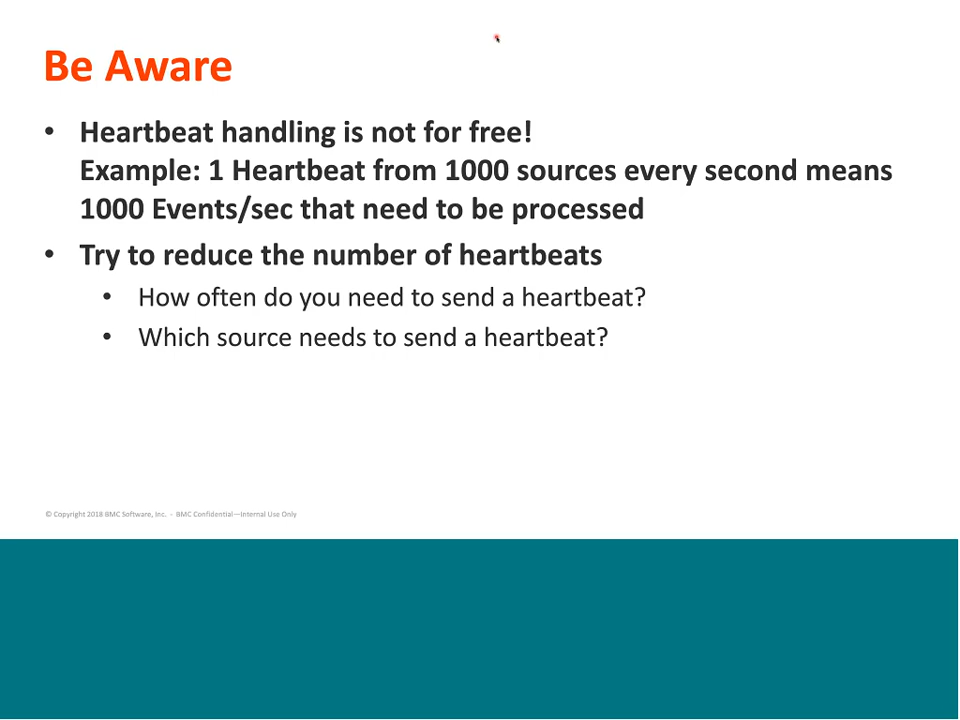 Be Aware
• Heartbeat handling is not for free!
Example: 1 Heartbeat from 1000 sources every second means
1000 Events/sec that need to be processed
• Try to reduce the number of heartbeats
• How often do you need to send a heartbeat?
• Which source needs to send a heartbeat?
© Copyright 2018 BMC Software, Inc. - BMC Confidential—Internal Use Only